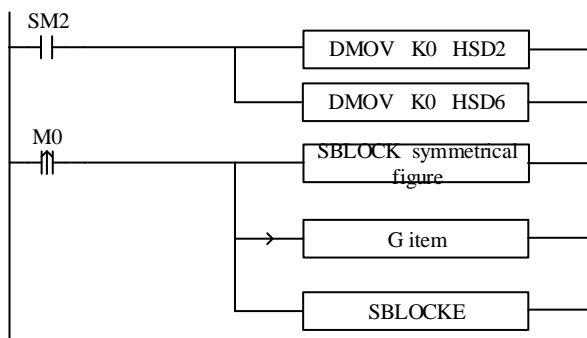 SM2
DMOV K0 HSD2
DMOV K0 HSD6
M0
SBLOCK symmetrical
figure
G item
SBLOCKE